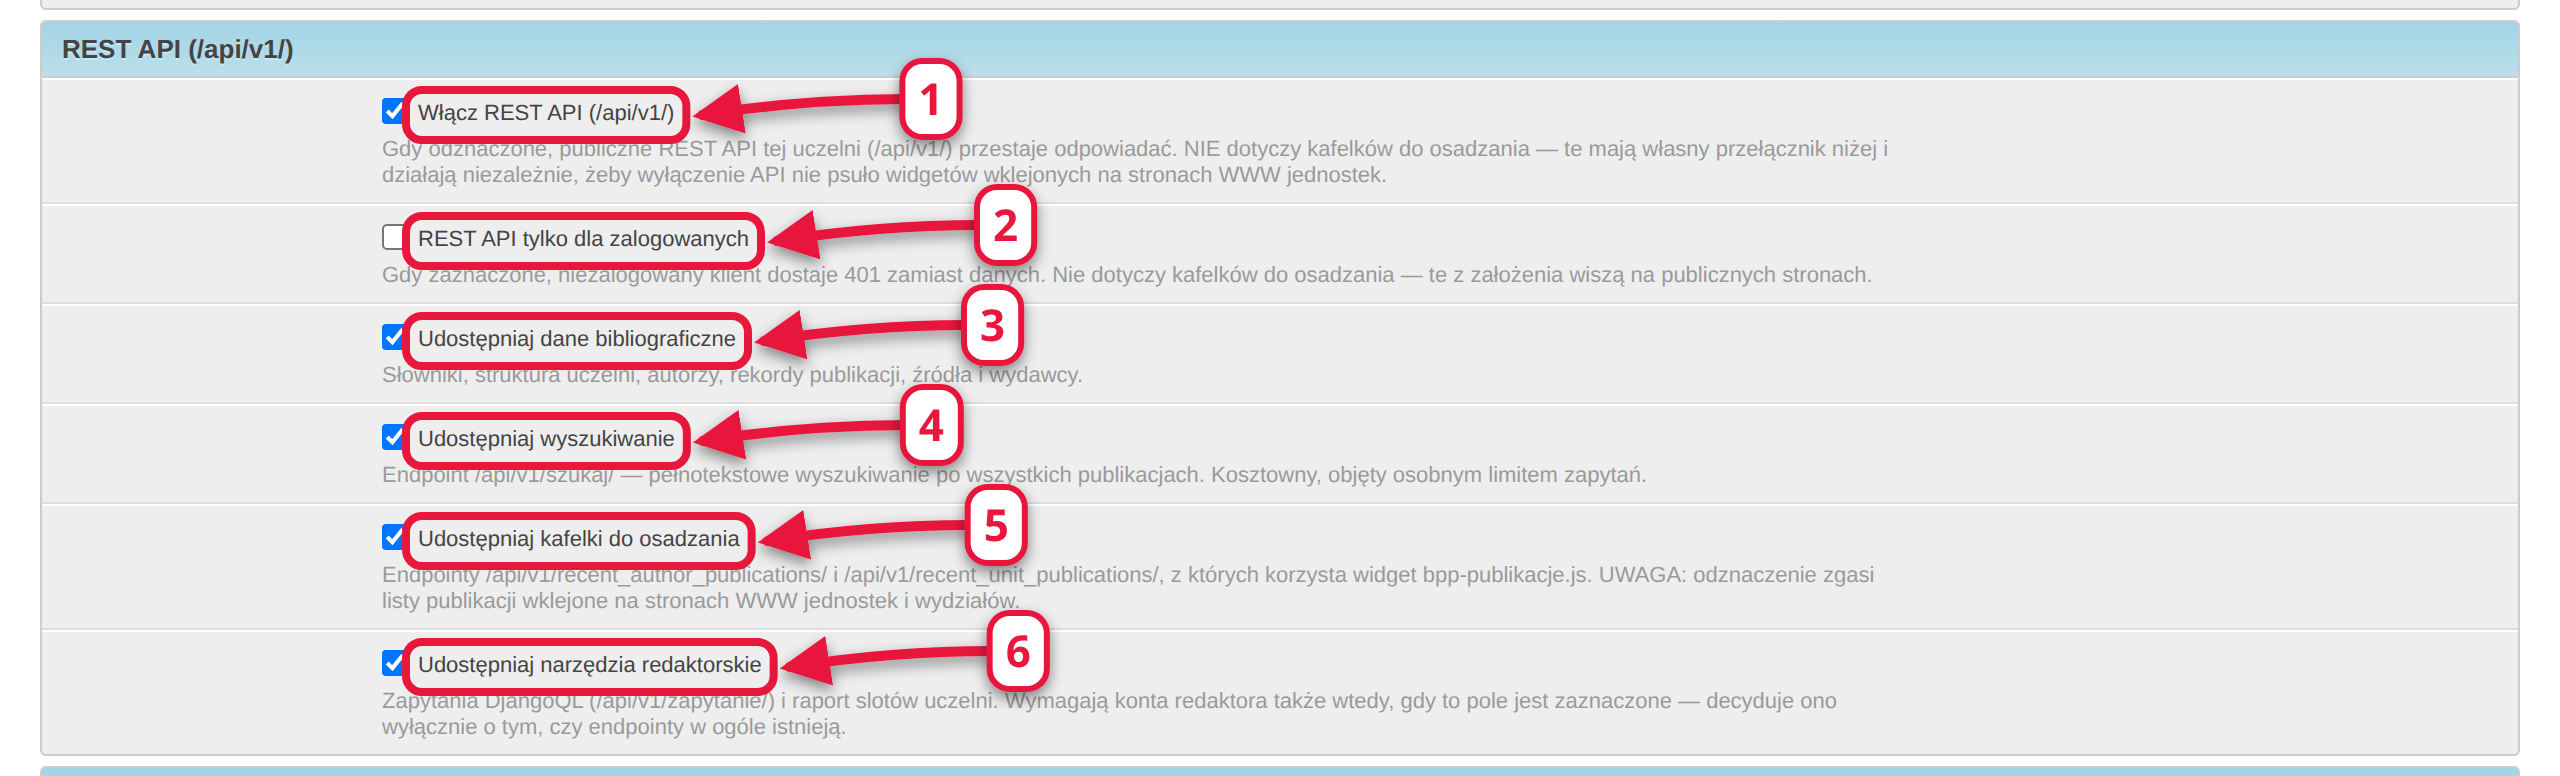 REST API (/api/v1/)
1
Włącz REST API (/api/v1/)
Gdy odznaczone, publiczne REST API tej uczelni (/api/v1/) przestaje odpowiadać. NIE dotyczy kafelków do osadzania — te mają własny przełącznik niżej i
działają niezależnie, żeby wyłączenie API nie psuło widgetów wklejonych na stronach WWW jednostek.
2
REST API tylko dla zalogowanych
Gdy zaznaczone, niezalogowany klient dostaje 401 zamiast danych. Nie dotyczy kafelków do osadzania — te z założenia wiszą na publicznych stronach.
3
Udostępniaj dane bibliograficzne
Słowniki, struktura uczelni, autorzy, rekordy publikacji, źródła i wydawcy.
4
Udostępniaj wyszukiwanie
Endpoint /api/v1/szukaj/ — pełnotekstowe wyszukiwanie po wszystkich publikacjach. Kosztowny, objęty osobnym limitem zapytań.
5
Udostępniaj kafelki do osadzania
Endpointy /api/v1/recent_author_publications/ i /api/v1/recent_unit_publications/, z których korzysta widget bpp-publikacje.js. UWAGA: odznaczenie zgasi
listy publikacji wklejone na stronach WWW jednostek i wydziałów.
6
Udostępniaj narzędzia redaktorskie
Zapytania DjangoQL (/api/v1/zapytanie/) i raport slotów uczelni. Wymagają konta redaktora także wtedy, gdy to pole jest zaznaczone — decyduje ono
wyłącznie o tym, czy endpointy w ogóle istnieją.